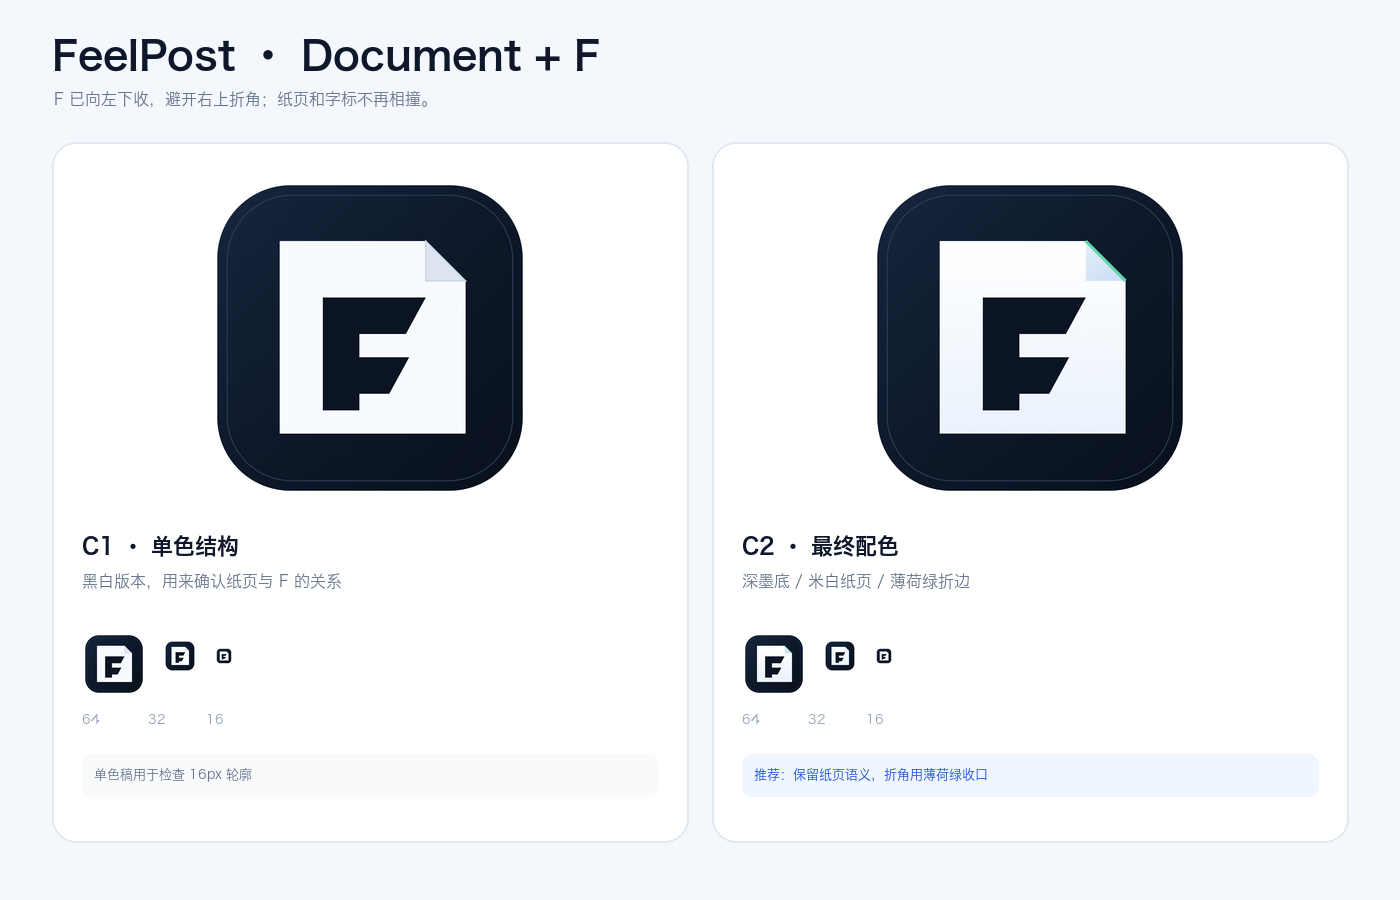 FeelPost · Document + F
F 已向左下收，避开右上折角；纸页和字标不再相撞。
F
F
C1 · 单色结构
黑白版本，用来确认纸页与 F 的关系
F F F
64 32 16
单色稿用于检查 16px 轮廓
C2 · 最终配色
深墨底 / 米白纸页 / 薄荷绿折边
F F F
64 32 16
推荐：保留纸页语义，折角用薄荷绿收口